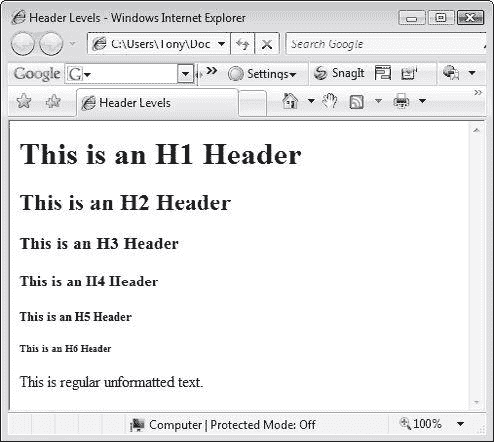 Header Levels - Windows Internet Explorer
C:\Users\Tony\Doc
Search Google
Google G
Settings
SnagIt
Header Levels
This is an H1 Header
This is an H2 Header
This is an H3 Header
This is an H4 Header
This is an H5 Header
This is an H6 Header
This is regular unformatted text.
Computer | Protected Mode: Off
100%